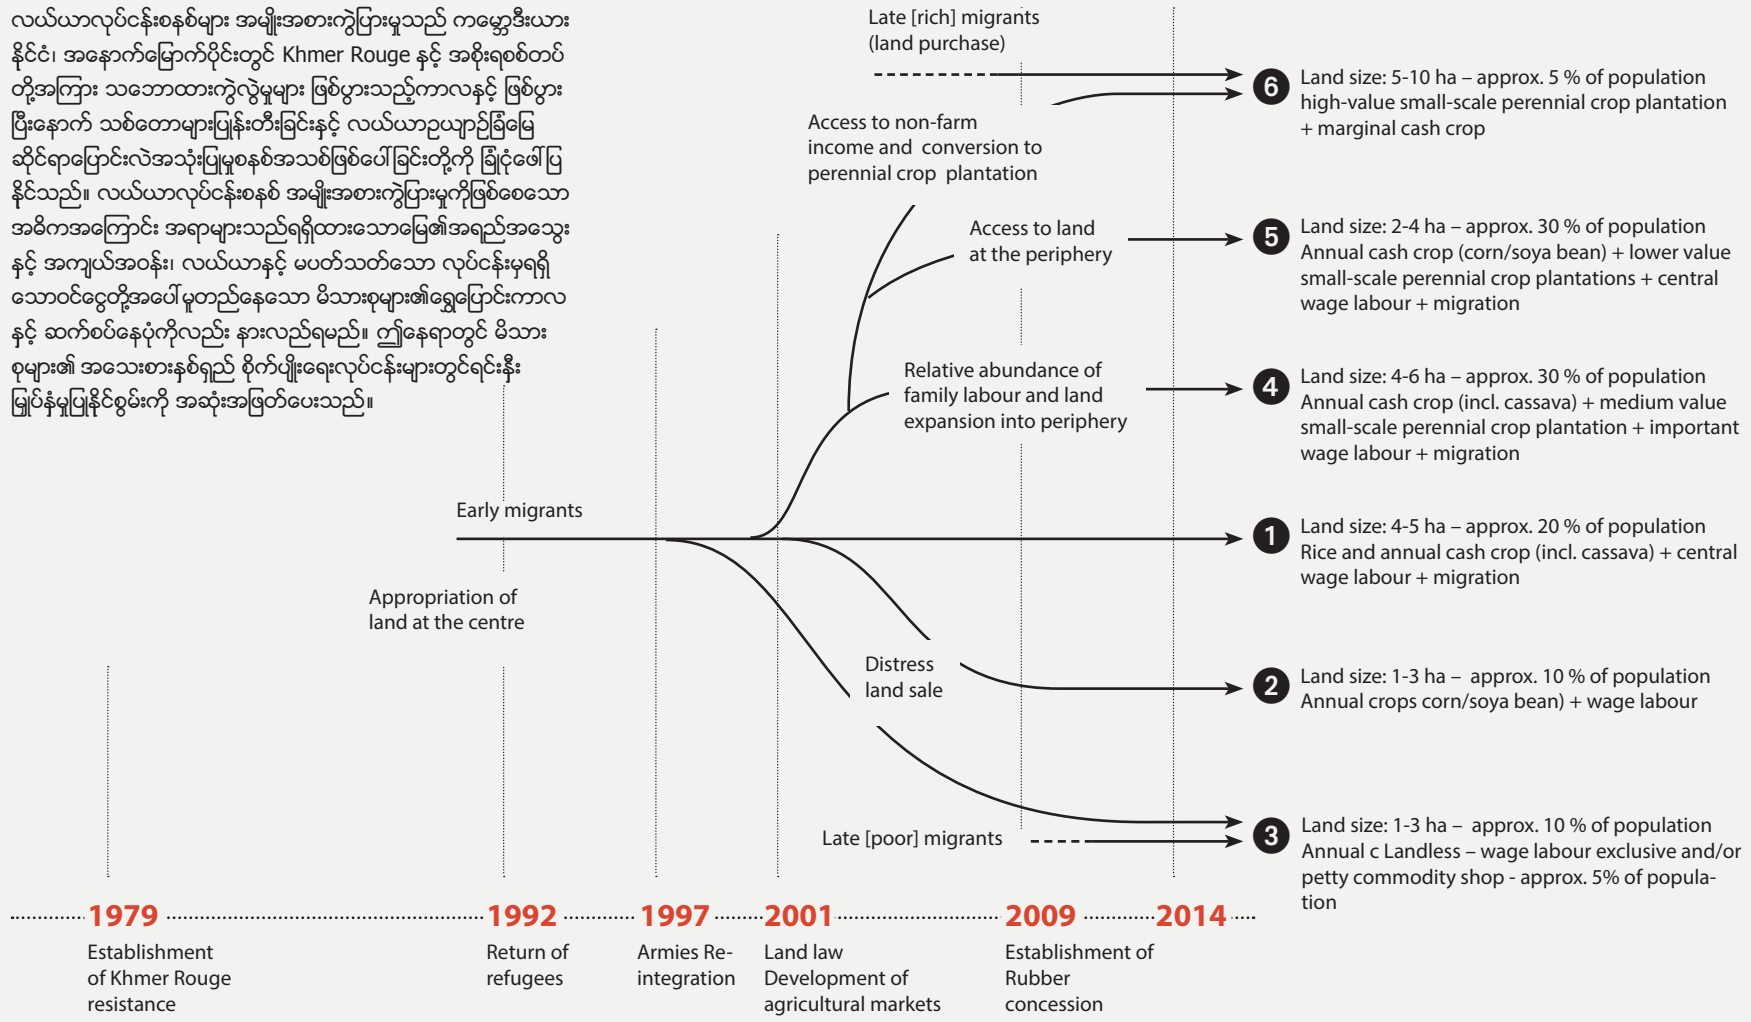 လယ်ယာလုပ်ငန်းစနစ်များ အမျိုးအစားကွဲပြားမှုသည် ကမ္ဘောဒီးယား
နိုင်ငံ၊ အနောက်မြောက်ပိုင်းတွင် Khmer Rouge နှင့် အစိုးရစစ်တပ်
တို့အကြား သဘောထားကွဲလွဲမှုများ ဖြစ်ပွားသည့်ကာလနှင့် ဖြစ်ပွား
ပြီးနောက် သစ်တောများပြုန်းတီးခြင်းနှင့် လယ်ယာဥယျာဉ်ခြံမြေ
ဆိုင်ရာပြောင်းလဲအသုံးပြုမှုစနစ်အသစ်ဖြစ်ပေါ်ခြင်းတို့ကို ခြုံငုံဖေါ်ပြ
နိုင်သည်။ လယ်ယာလုပ်ငန်းစနစ် အမျိုးအစားကွဲပြားမှုကိုဖြစ်စေသော
အဓိကအကြောင်း အရာများသည်ရရှိထားသောမြေ၏အရည်အသွေး
နှင့် အကျယ်အဝန်း၊ လယ်ယာနှင့် မပတ်သတ်သော လုပ်ငန်းမှရရှိ
သောဝင်ငွေတို့အပေါ် မူတည်နေသော မိသားစုများ၏ရွှေ့ပြောင်းကာလ
နှင့် ဆက်စပ်နေပုံကိုလည်း နားလည်ရမည်။ ဤနေရာတွင် မိသား
စုများ၏ အသေးစားနှစ်ရှည် စိုက်ပျိုးရေးလုပ်ငန်းများတွင်ရင်းနှီး
မြှုပ်နှံမှုပြုနိုင်စွမ်းကို အဆုံးအဖြတ်ပေးသည်။
Late [rich] migrants
(land purchase)
Access to non-farm
income and conversion to
perennial crop plantation
Access to land
at the periphery
Relative abundance of
family labour and land
expansion into periphery
Early migrants
Appropriation of
land at the centre
Distress
land sale
Late [poor] migrants
6
Land size: 5-10 ha – approx. 5 % of population
high-value small-scale perennial crop plantation
+ marginal cash crop
5
Land size: 2-4 ha – approx. 30 % of population
Annual cash crop (corn/soya bean) + lower value
small-scale perennial crop plantations + central
wage labour + migration
4
Land size: 4-6 ha – approx. 30 % of population
Annual cash crop (incl. cassava) + medium value
small-scale perennial crop plantation + important
wage labour + migration
1
Land size: 4-5 ha – approx. 20 % of population
Rice and annual cash crop (incl. cassava) + central
wage labour + migration
2
Land size: 1-3 ha – approx. 10 % of population
Annual crops corn/soya bean) + wage labour
3
Land size: 1-3 ha – approx. 10 % of population
Annual c Landless – wage labour exclusive and/or
petty commodity shop - approx. 5% of popula-
tion
1979
Establishment
of Khmer Rouge
resistance
1992
Return of
refugees
1997
Armies Re-
integration
2001
Land law
Development of
agricultural markets
2009
Establishment of
Rubber
concession
2014